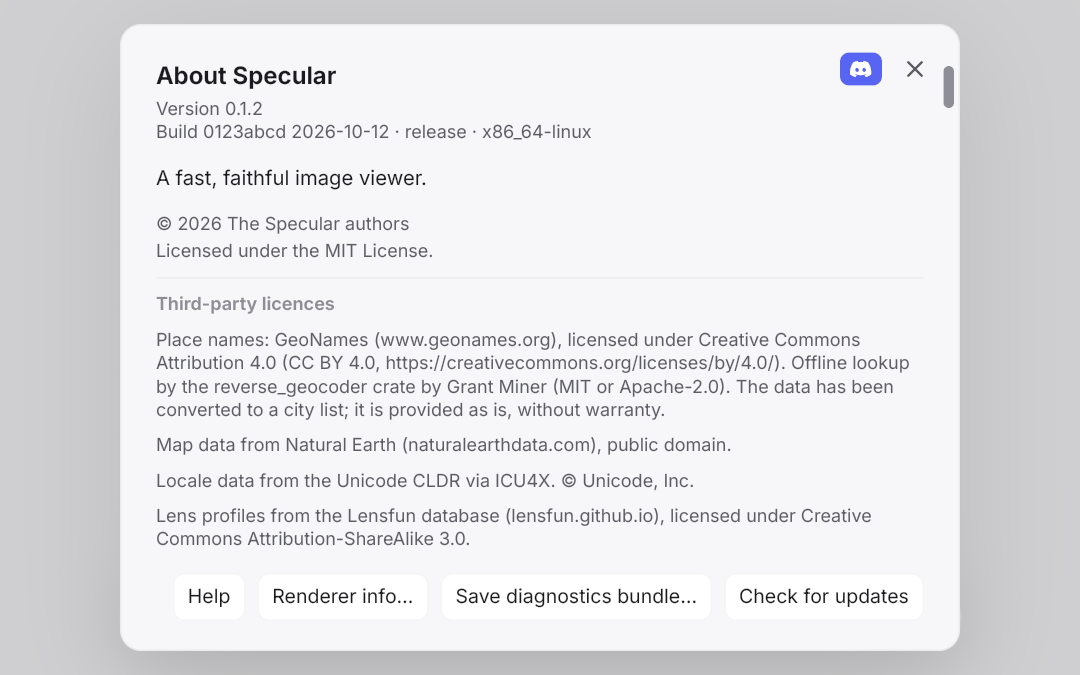 About Specular
Version 0.1.2
Build 0123abcd 2026-10-12 · release · x86_64-linux
A fast, faithful image viewer.
© 2026 The Specular authors
Licensed under the MIT License.
Third-party licences
Place names: GeoNames (www.geonames.org), licensed under Creative Commons
Attribution 4.0 (CC BY 4.0, https://creativecommons.org/licenses/by/4.0/). Offline lookup
by the reverse_geocoder crate by Grant Miner (MIT or Apache-2.0). The data has been
converted to a city list; it is provided as is, without warranty.
Map data from Natural Earth (naturalearthdata.com), public domain.
Locale data from the Unicode CLDR via ICU4X. © Unicode, Inc.
Lens profiles from the Lensfun database (lensfun.github.io), licensed under Creative
Commons Attribution-ShareAlike 3.0.
Help
Renderer info...
Save diagnostics bundle...
Check for updates